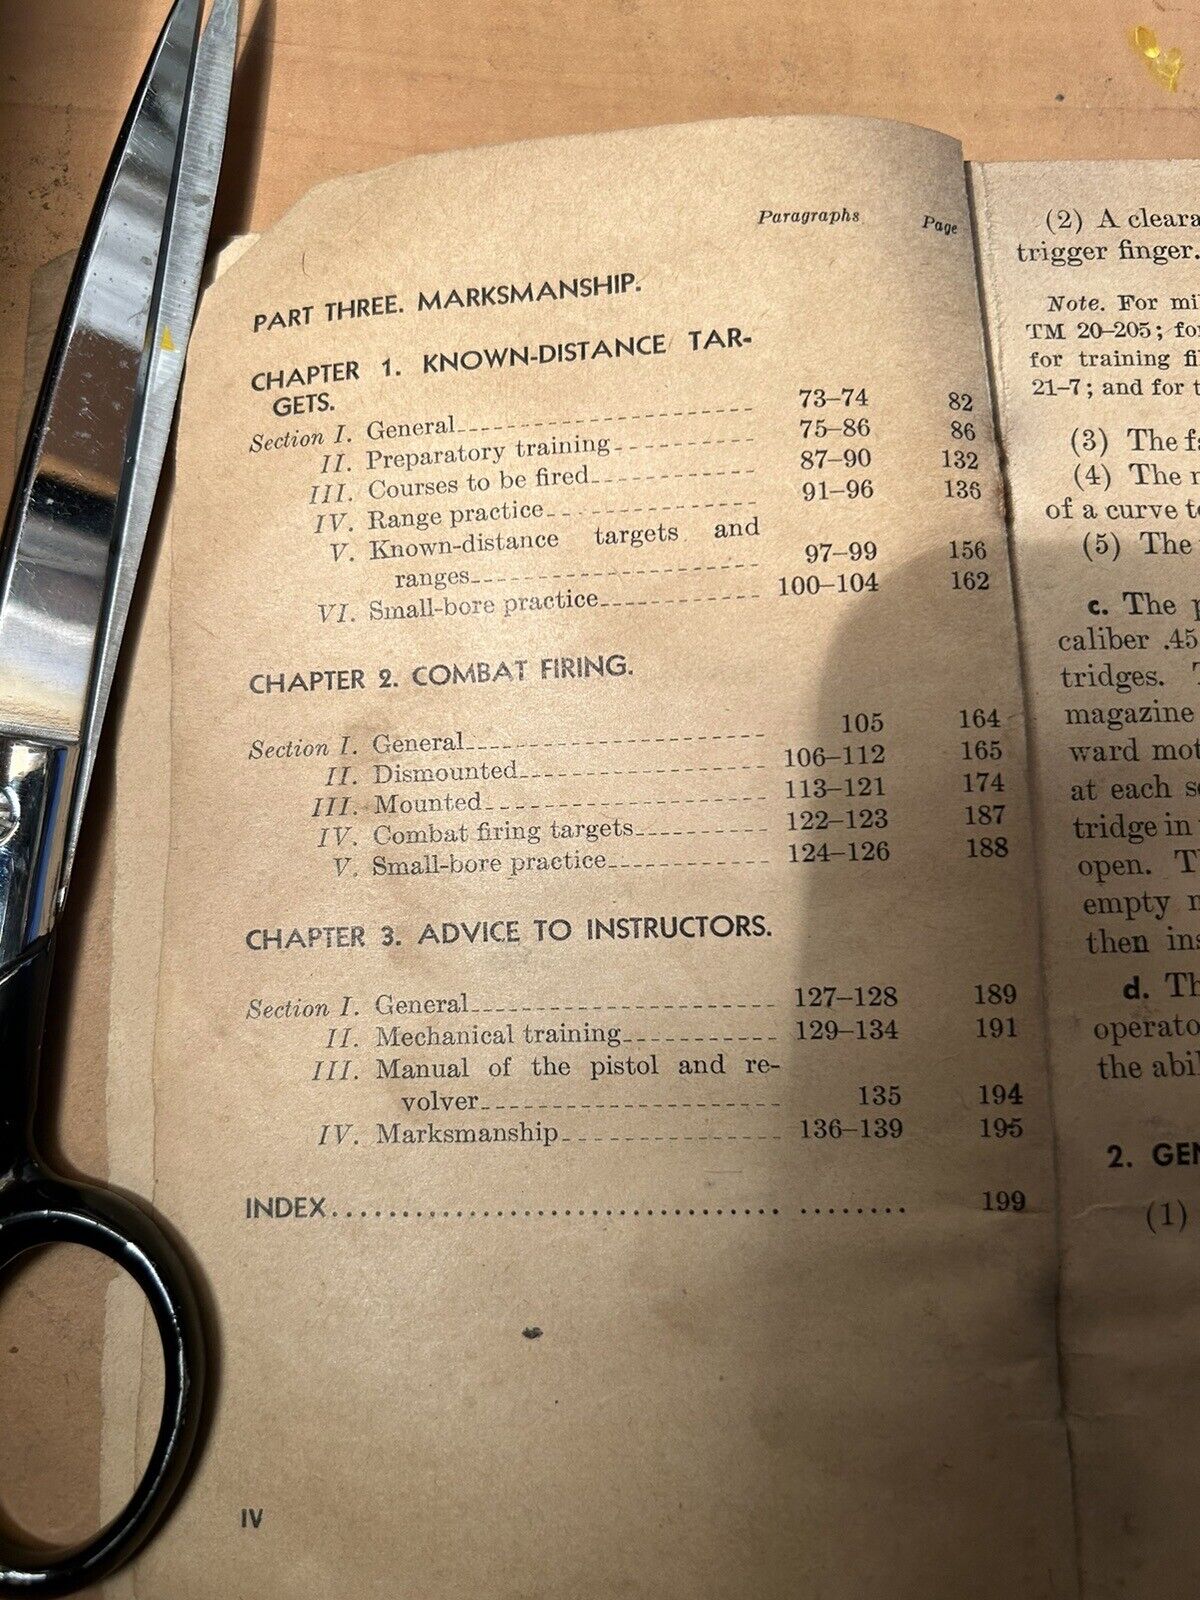 Paragraphs Page
PART THREE. MARKSMANSHIP.
CHAPTER 1. KNOWN-DISTANCE TAR-
GETS.
Section I. General 73–74 82
II. Preparatory training 75–86 86
III. Courses to be fired 87–90 132
IV. Range practice 91–96 136
V. Known-distance targets and
ranges 97–99 156
VI. Small-bore practice 100–104 162
CHAPTER 2. COMBAT FIRING.
Section I. General 105 164
II. Dismounted 106–112 165
III. Mounted 113–121 174
IV. Combat firing targets 122–123 187
V. Small-bore practice 124–126 188
CHAPTER 3. ADVICE TO INSTRUCTORS.
Section I. General 127–128 189
II. Mechanical training 129–134 191
III. Manual of the pistol and re-
volver 135 194
IV. Marksmanship 136–139 195
INDEX 199
IV
(2) A cleara
trigger finger.
Note. For mil
TM 20–205; fo
for training fi
21–7; and for t
(3) The f
(4) The
of a curve t
(5) The
c. The p
caliber .45
tridges.
magazine
ward mot
at each s
tridge in
open. T
empty
then ins
d. Th
operato
the abil
2. GEN
(1)